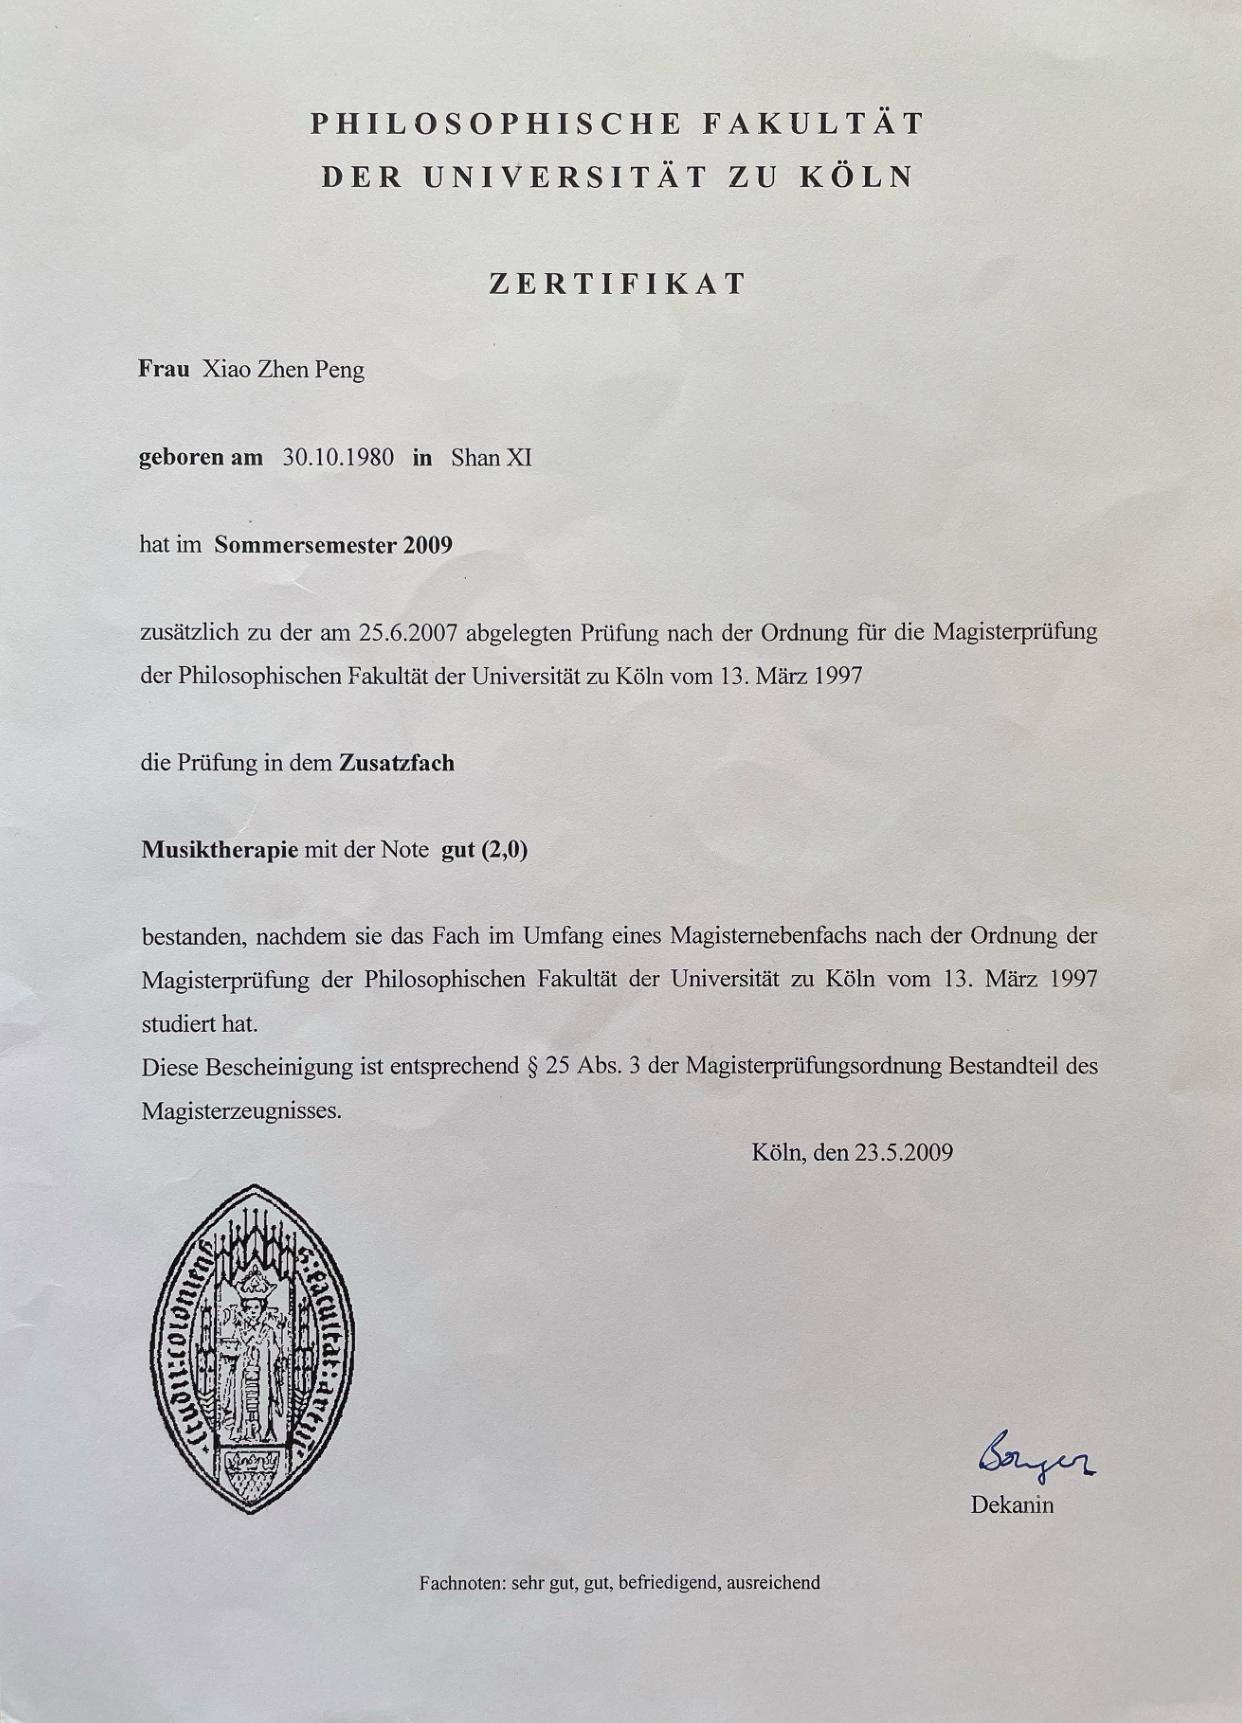 PHILOSOPHISCHE FAKULTÄT
DER UNIVERSITÄT ZU KÖLN
ZERTIFIKAT
Frau Xiao Zhen Peng
geboren am 30.10.1980 in Shan XI
hat im Sommersemester 2009
zusätzlich zu der am 25.6.2007 abgelegten Prüfung nach der Ordnung für die Magisterprüfung
der Philosophischen Fakultät der Universität zu Köln vom 13. März 1997
die Prüfung in dem Zusatzfach
Musiktherapie mit der Note gut (2,0)
bestanden, nachdem sie das Fach im Umfang eines Magisternebenfachs nach der Ordnung der
Magisterprüfung der Philosophischen Fakultät der Universität zu Köln vom 13. März 1997
studiert hat.
Diese Bescheinigung ist entsprechend § 25 Abs. 3 der Magisterprüfungsordnung Bestandteil des
Magisterzeugnisses.
Köln, den 23.5.2009
Dekanin
Fachnoten: sehr gut, gut, befriedigend, ausreichend